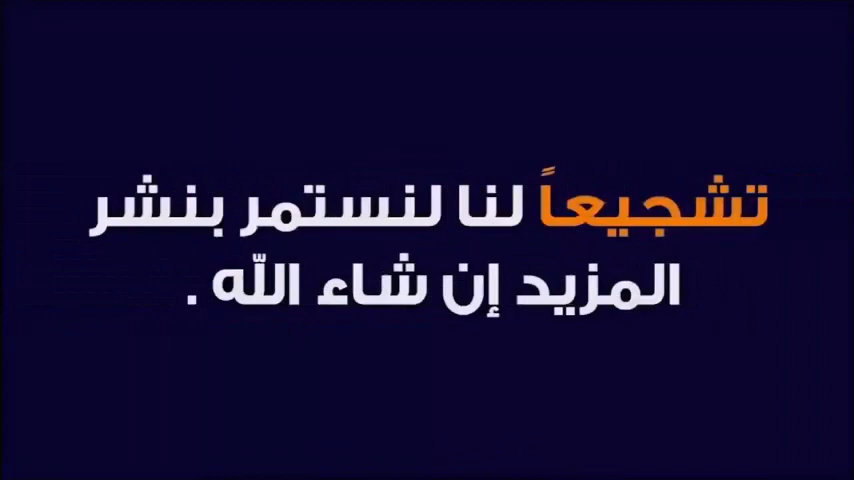 تشجيعاً لنا لنستمر بنشر
المزيد إن شاء الله .